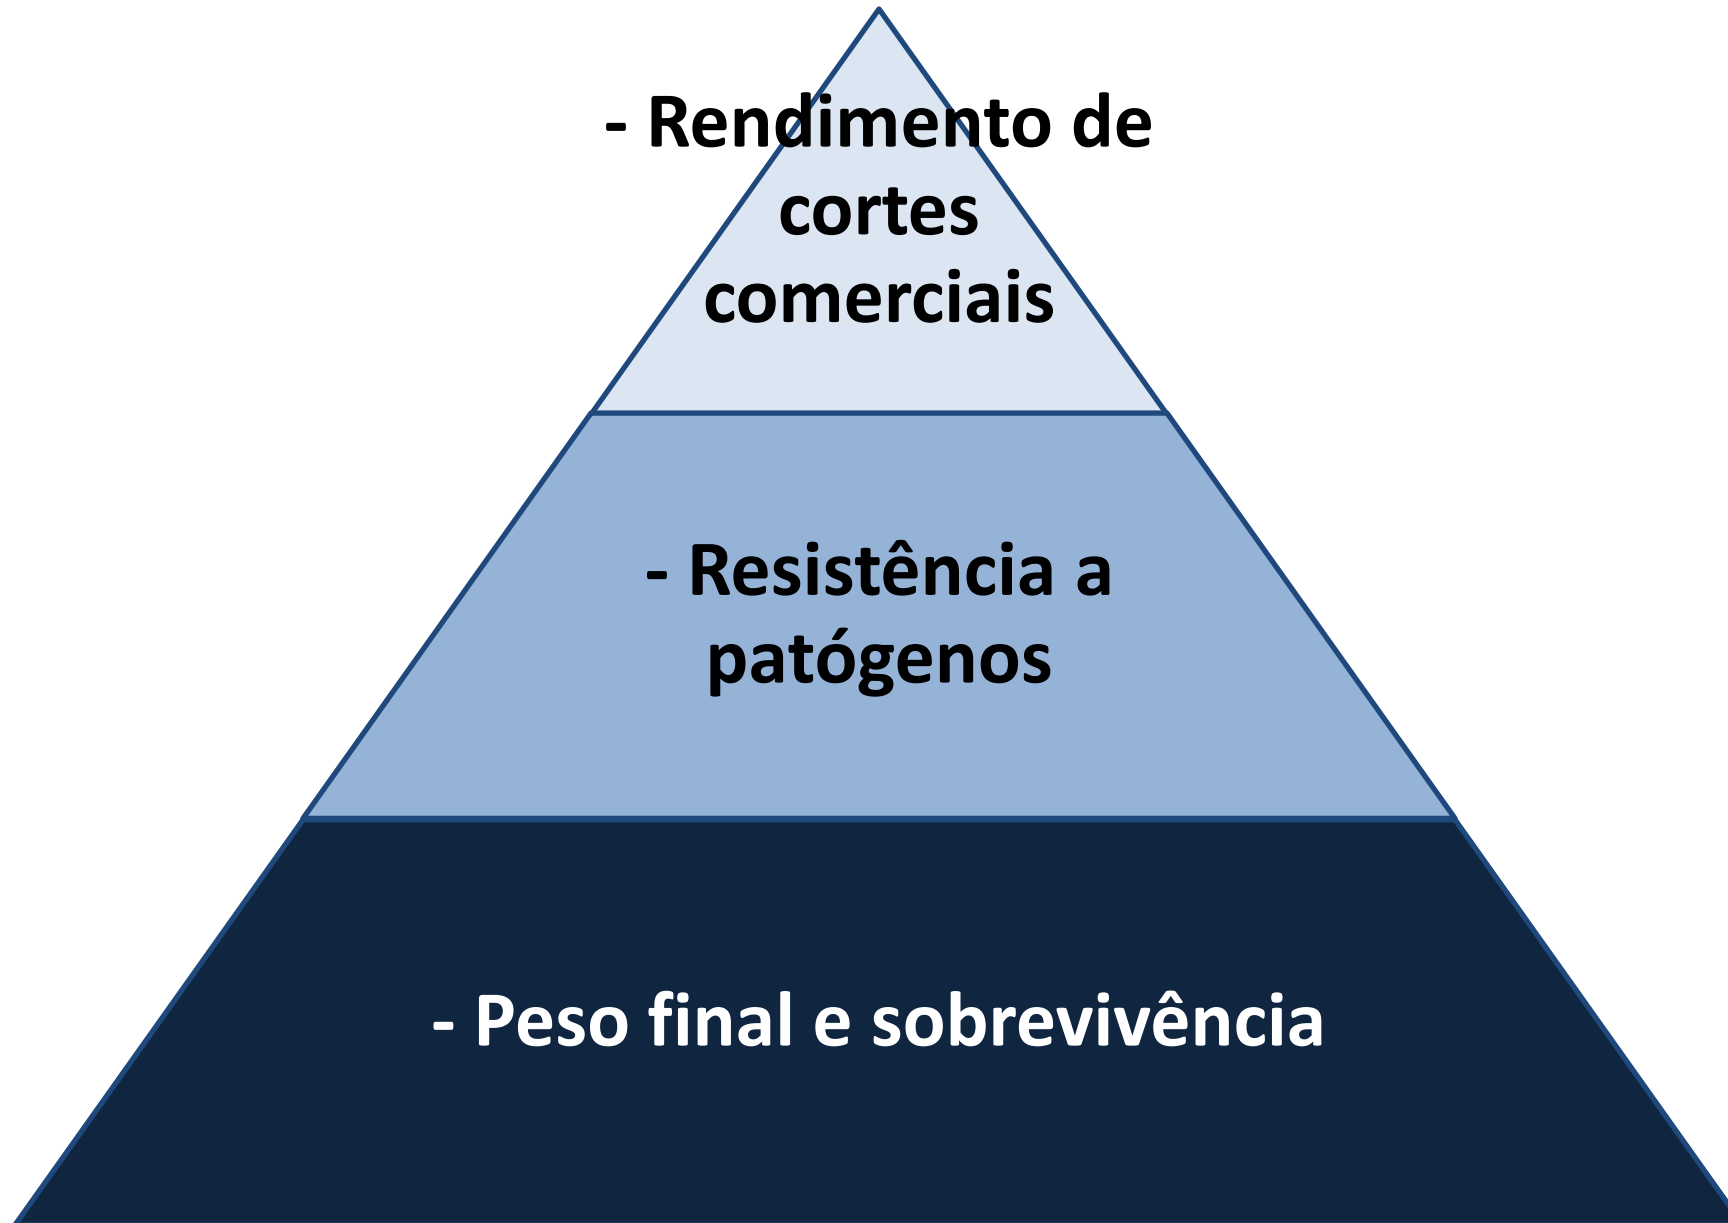 - Rendimento de
cortes
comerciais
- Resistência a
patógenos
- Peso final e sobrevivência